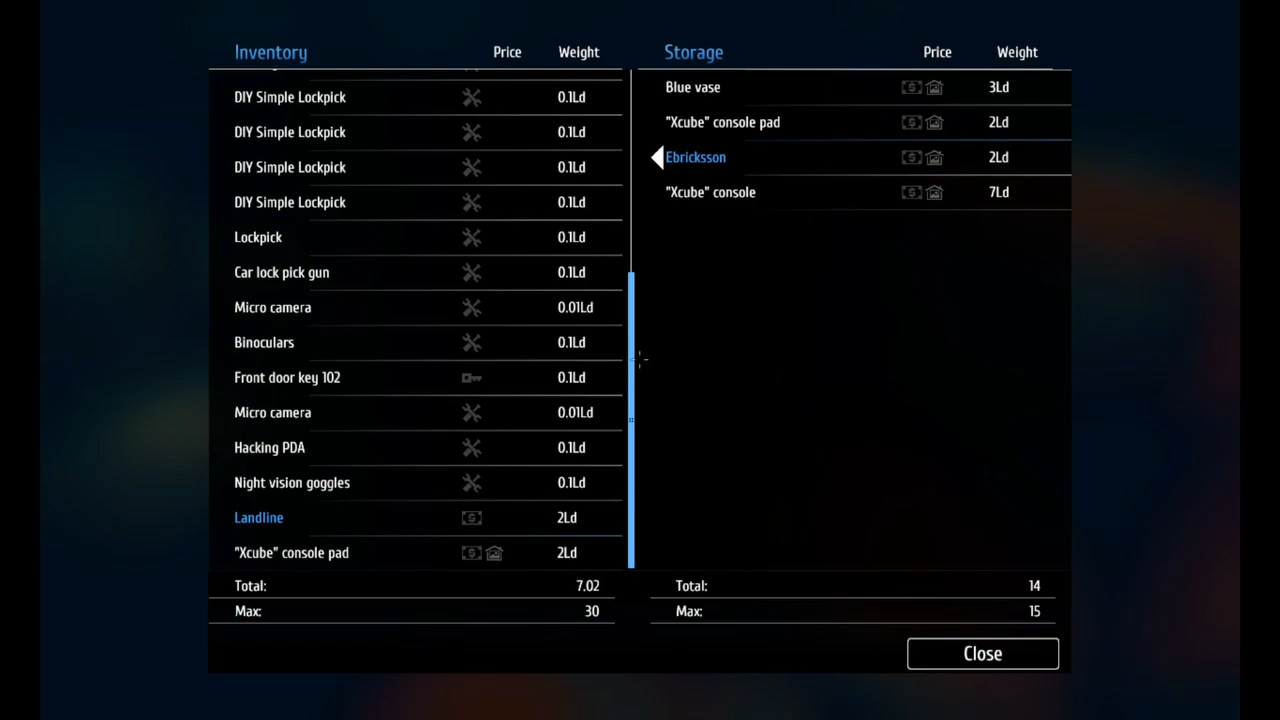 Inventory Price Weight
DIY Simple Lockpick 0.1Ld
DIY Simple Lockpick 0.1Ld
DIY Simple Lockpick 0.1Ld
DIY Simple Lockpick 0.1Ld
Lockpick 0.1Ld
Car lock pick gun 0.1Ld
Micro camera 0.01Ld
Binoculars 0.1Ld
Front door key 102 0.1Ld
Micro camera 0.01Ld
Hacking PDA 0.1Ld
Night vision goggles 0.1Ld
Landline 2Ld
"Xcube" console pad 2Ld
Total: 7.02
Max: 30
Storage Price Weight
Blue vase 3Ld
"Xcube" console pad 2Ld
Ebricksson 2Ld
"Xcube" console 7Ld
Total: 14
Max: 15
Close